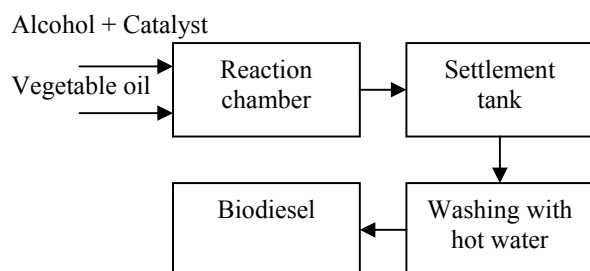 Alcohol + Catalyst
Vegetable oil
Reaction
chamber
Settlement
tank
Biodiesel
Washing with
hot water